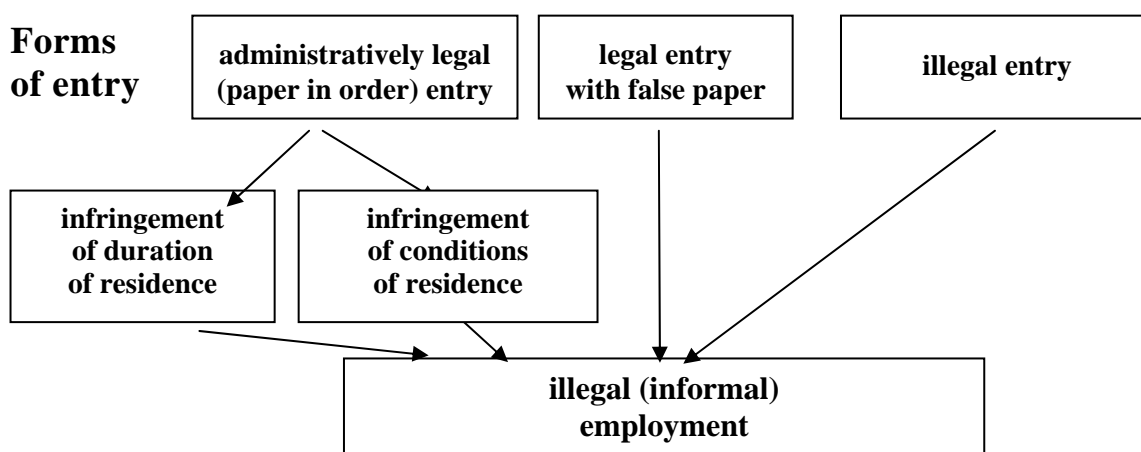 Forms
of entry
administratively legal
(paper in order) entry
legal entry
with false paper
illegal entry
infringement
of duration
of residence
infringement
of conditions
of residence
illegal (informal)
employment